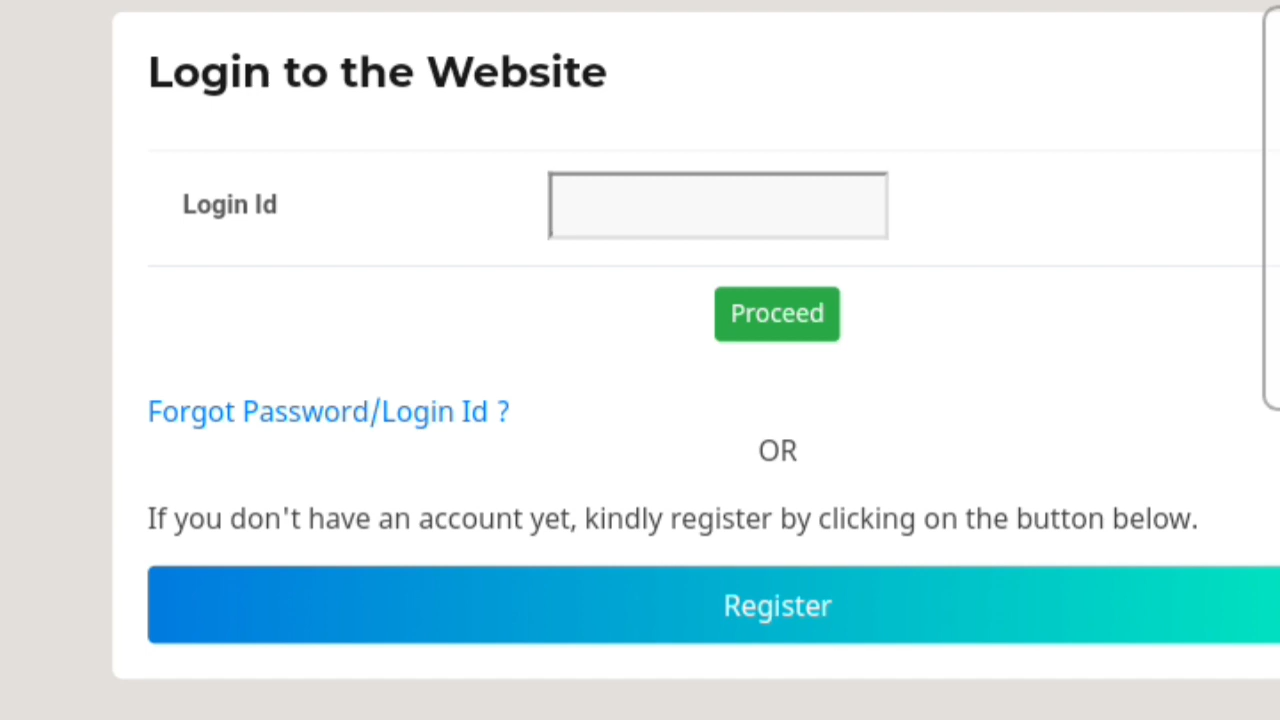 Login to the Website
Login Id
Proceed
Forgot Password/Login Id ?
OR
If you don't have an account yet, kindly register by clicking on the button below.
Register